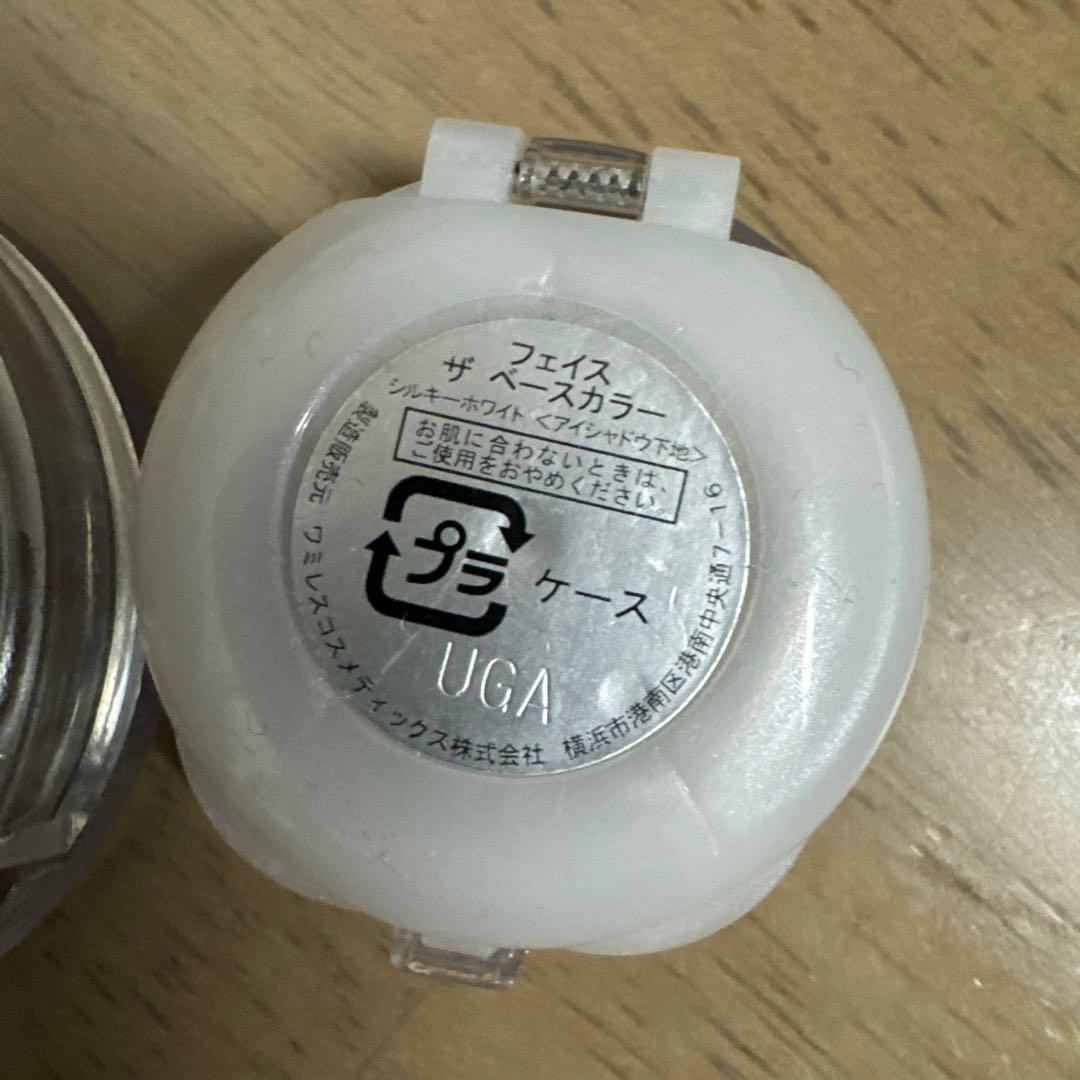 フェイス
ザ ベースカラー
シルキーホワイト <アイシャドウ下地>
お肌に合わないときは、
ご使用をおやめください。
プラ ケース
UGA
製造販売元 ワミレスコスメティックス株式会社 横浜市港南区港南中央通7-16